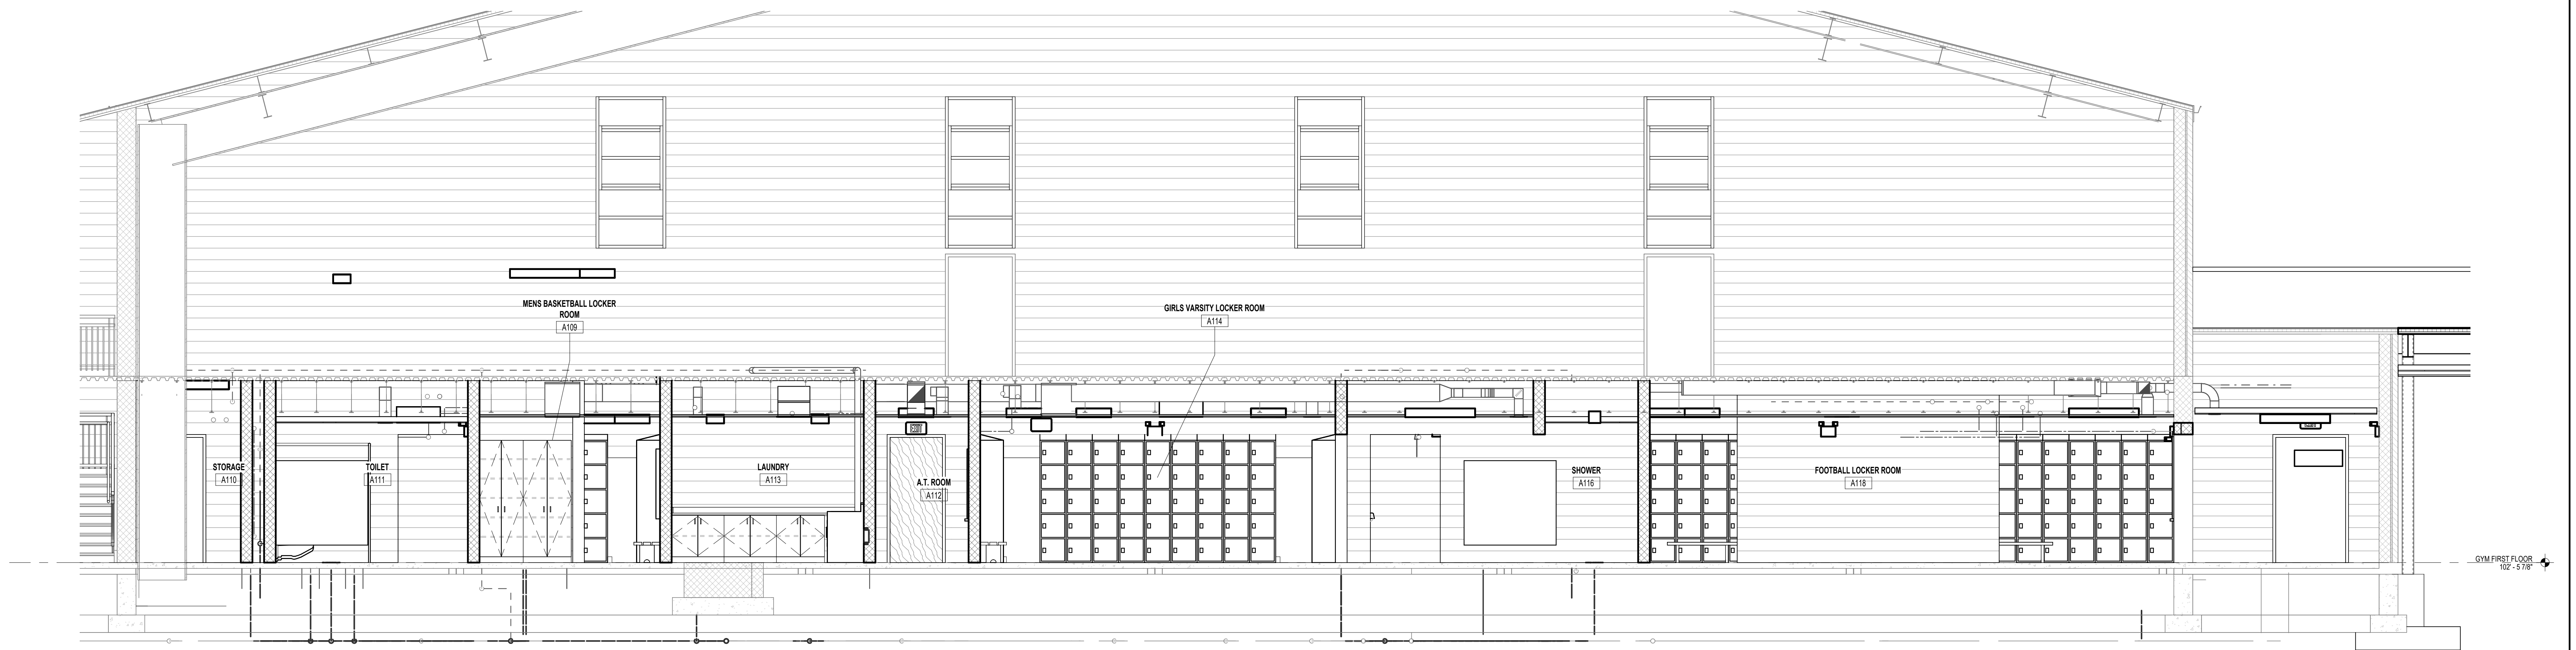 MENS BASKETBALL LOCKER
ROOM
A109
GIRLS VARSITY LOCKER ROOM
A114
STORAGE
A110
TOILET
A111
LAUNDRY
A113
A.T. ROOM
A112
SHOWER
A116
FOOTBALL LOCKER ROOM
A118
GYM FIRST FLOOR
102' - 5 7/8"